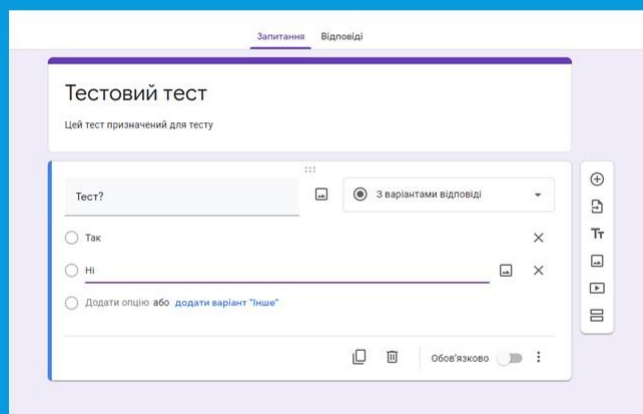 Запитання Відповіді
Тестовий тест
Цей тест призначений для тесту
Тест?
З варіантами відповіді
Так
Ні
Додати опцію або додати варіант "Інше"
Обов'язково
Тт